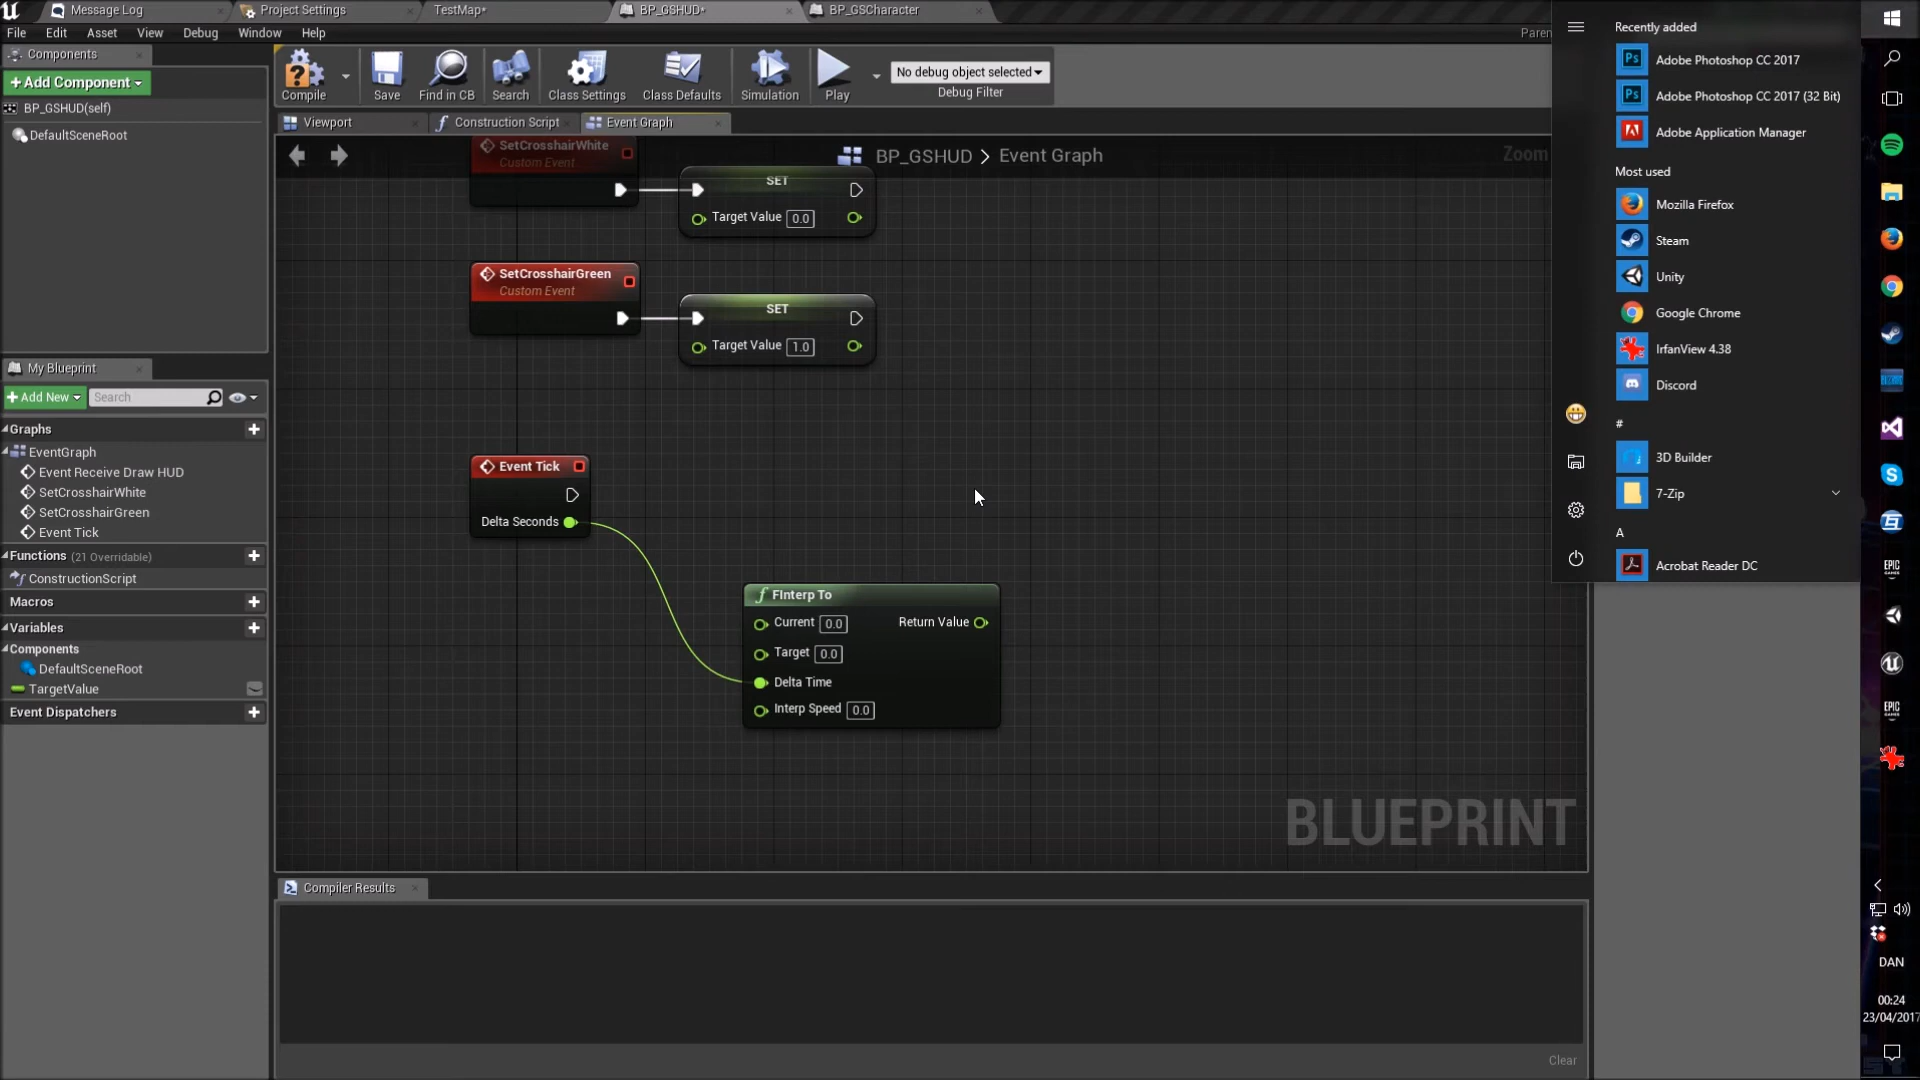 Message Log
Project Settings
TestMap*
BP_GSHUD*
BP_GSCharacter
File Edit Asset View Debug Window Help
Paren
Components
+ Add Component
BP_GSHUD(self)
DefaultSceneRoot
Compile
Save
Find in CB
Search
Class Settings
Class Defaults
Simulation
Play
No debug object selected
Debug Filter
Viewport
Construction Script
Event Graph
BP_GSHUD > Event Graph
Zoom
SetCrosshairWhite
Custom Event
SET
Target Value 0.0
SetCrosshairGreen
Custom Event
SET
Target Value 1.0
Event Tick
Delta Seconds
FInterp To
Current 0.0
Return Value
Target 0.0
Delta Time
Interp Speed 0.0
BLUEPRINT
My Blueprint
+ Add New
Search
Graphs
EventGraph
Event Receive Draw HUD
SetCrosshairWhite
SetCrosshairGreen
Event Tick
Functions (21 Overridable)
ConstructionScript
Macros
Variables
Components
DefaultSceneRoot
TargetValue
Event Dispatchers
Compiler Results
Clear
Recently added
Adobe Photoshop CC 2017
Adobe Photoshop CC 2017 (32 Bit)
Adobe Application Manager
Most used
Mozilla Firefox
Steam
Unity
Google Chrome
IrfanView 4.38
Discord
#
3D Builder
7-Zip
A
Acrobat Reader DC
EPIC
GAMES
EPIC
GAMES
DAN
00:24
23/04/2017